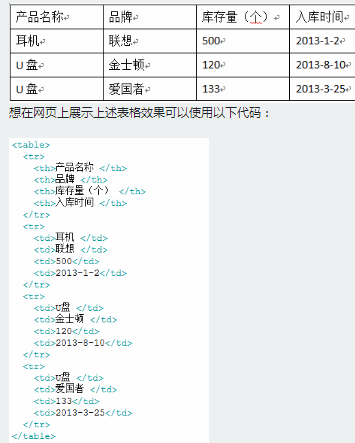 产品名称 品牌 库存量（个） 入库时间
耳机 联想 500 2013-1-2
U 盘 金士顿 120 2013-8-10
U 盘 爱国者 133 2013-3-25
想在网页上展示上述表格效果可以使用以下代码：
<table>
<tr>
<th>产品名称 </th>
<th>品牌 </th>
<th>库存量（个） </th>
<th>入库时间 </th>
</tr>
<tr>
<td>耳机 </td>
<td>联想 </td>
<td>500</td>
<td>2013-1-2</td>
</tr>
<tr>
<td>U盘 </td>
<td>金士顿 </td>
<td>120</td>
<td>2013-8-10</td>
</tr>
<tr>
<td>U盘 </td>
<td>爱国者 </td>
<td>133</td>
<td>2013-3-25</td>
</tr>
</table>